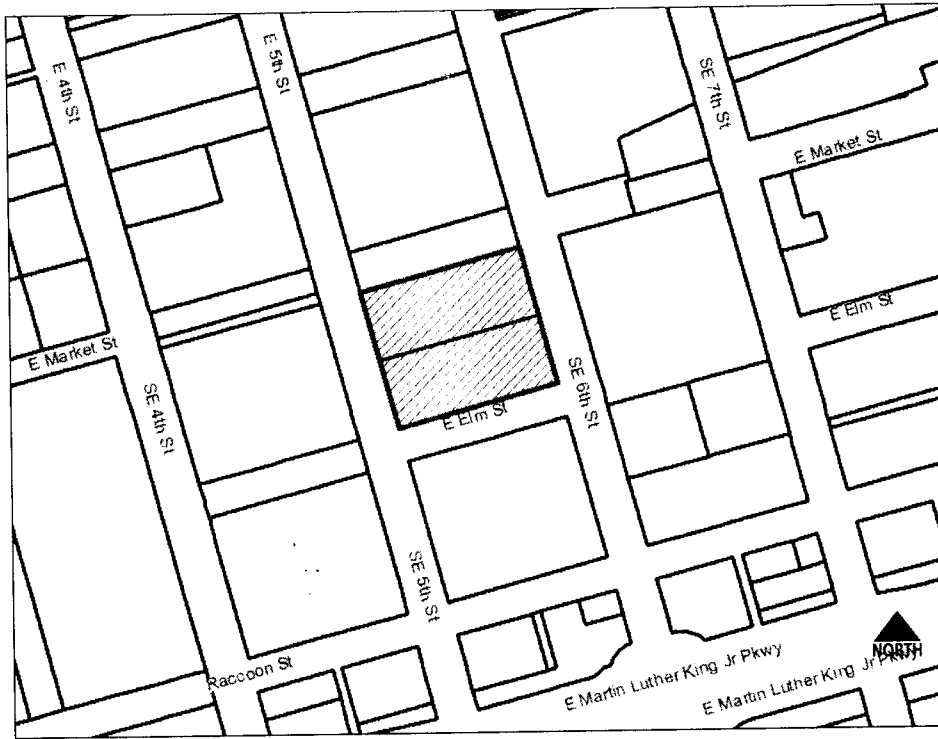 E 4th St
E 5th St
SE 7th St
E Market St
E Elm St
E Market St
SE 4th St
SE 6th St
E Elm St
SE 5th St
Raccoon St
E Martin Luther King Jr Pkwy
E Martin Luther King Jr Pkwy
NORTH